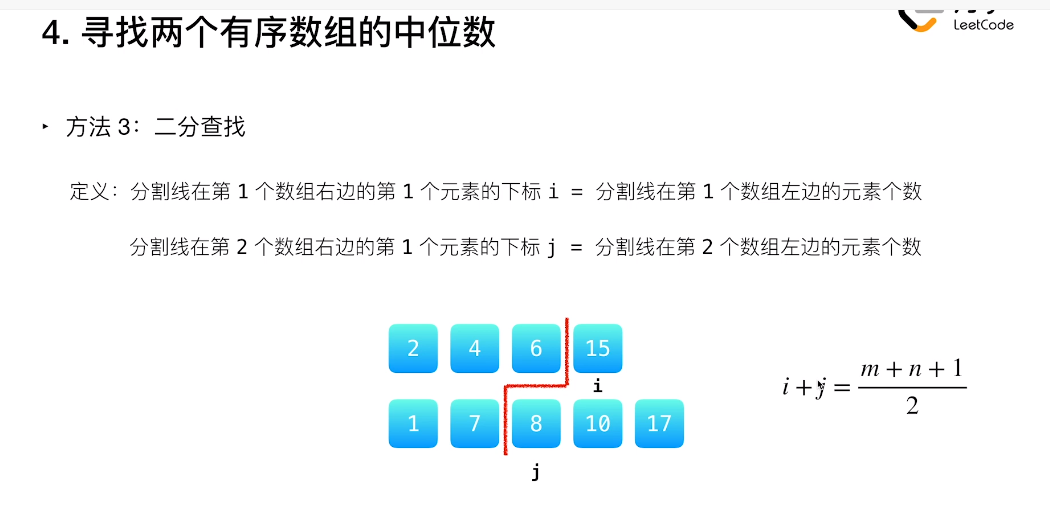 4. 寻找两个有序数组的中位数
LeetCode
‣ 方法 3：二分查找
定义：分割线在第 1 个数组右边的第 1 个元素的下标 i = 分割线在第 1 个数组左边的元素个数
分割线在第 2 个数组右边的第 1 个元素的下标 j = 分割线在第 2 个数组左边的元素个数
2 4 6 15
i
1 7 8 10 17
j
i + j = (m + n + 1) / 2